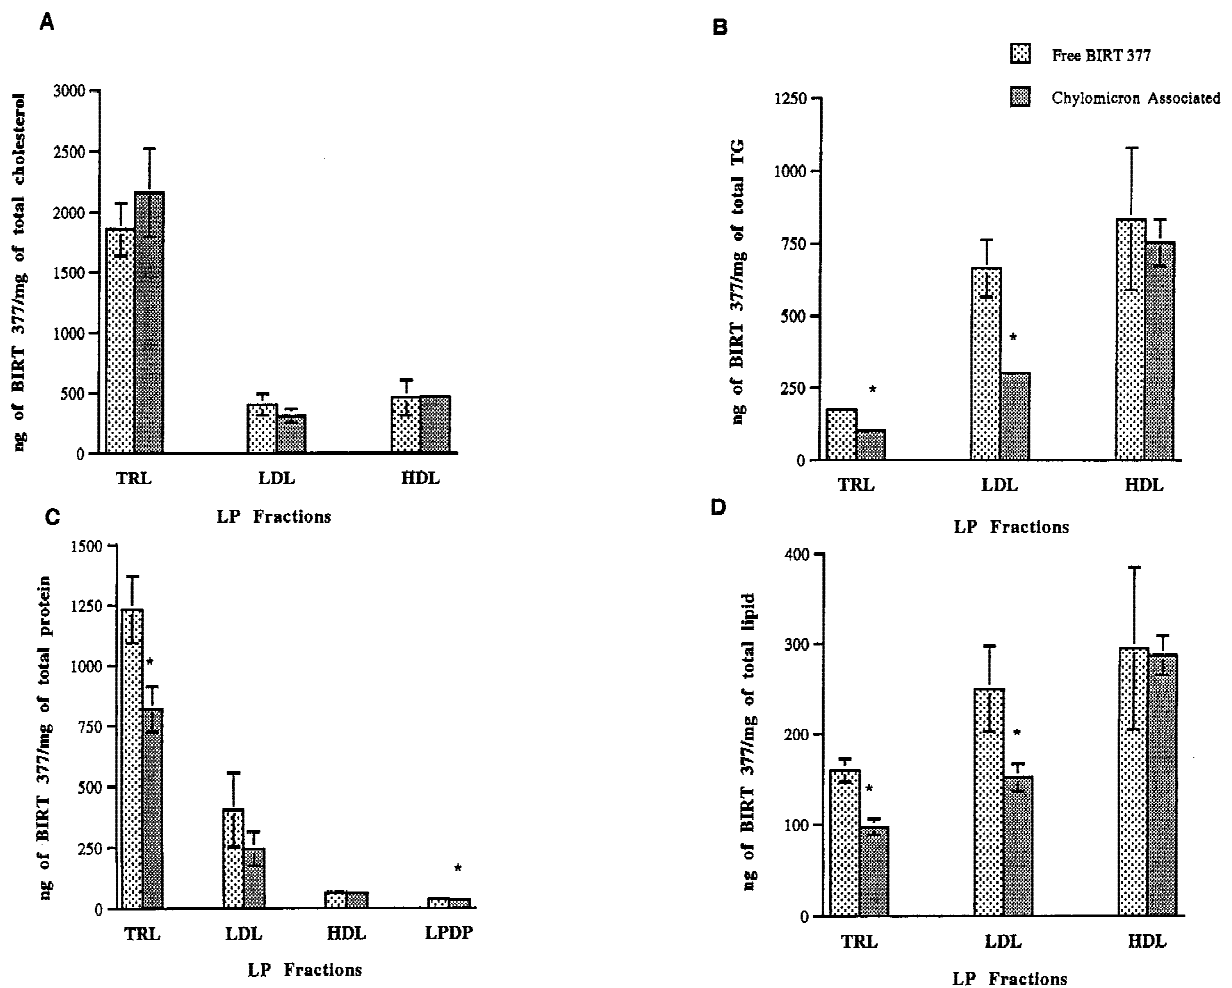 A
ng of BIRT 377/mg of total cholesterol
3000
2500
2000
1500
1000
500
0
TRL LDL HDL
LP Fractions
B
Free BIRT 377
Chylomicron Associated
ng of BIRT 377/mg of total TG
1250
1000
750
500
250
0
*
*
TRL LDL HDL
LP Fractions
C
ng of BIRT 377/mg of total protein
1500
1250
1000
750
500
250
0
*
*
TRL LDL HDL LPDP
LP Fractions
D
ng of BIRT 377/mg of total lipid
400
300
200
100
0
*
*
TRL LDL HDL
LP Fractions